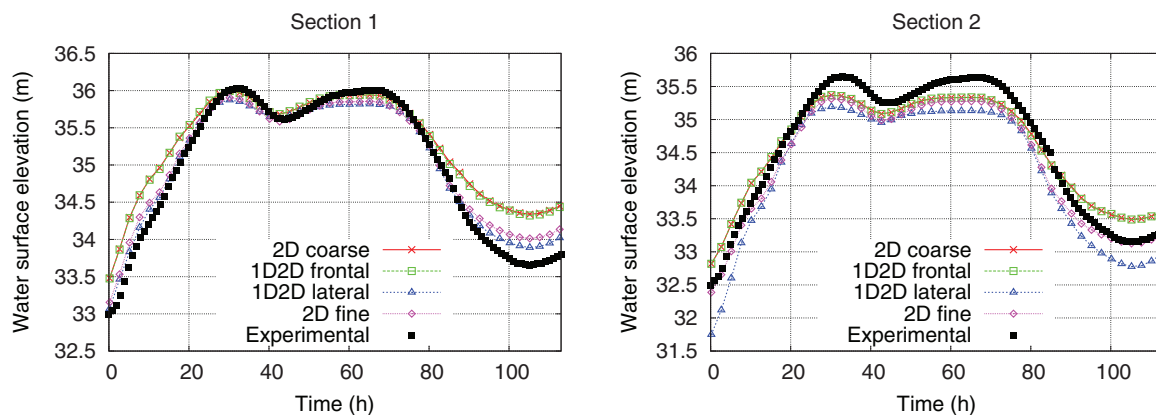 Section 1
Water surface elevation (m)
36.5
36
35.5
35
34.5
34
33.5
33
32.5
0
20
40
60
80
100
Time (h)
2D coarse
1D2D frontal
1D2D lateral
2D fine
Experimental
Section 2
Water surface elevation (m)
36
35.5
35
34.5
34
33.5
33
32.5
32
31.5
0
20
40
60
80
100
Time (h)
2D coarse
1D2D frontal
1D2D lateral
2D fine
Experimental